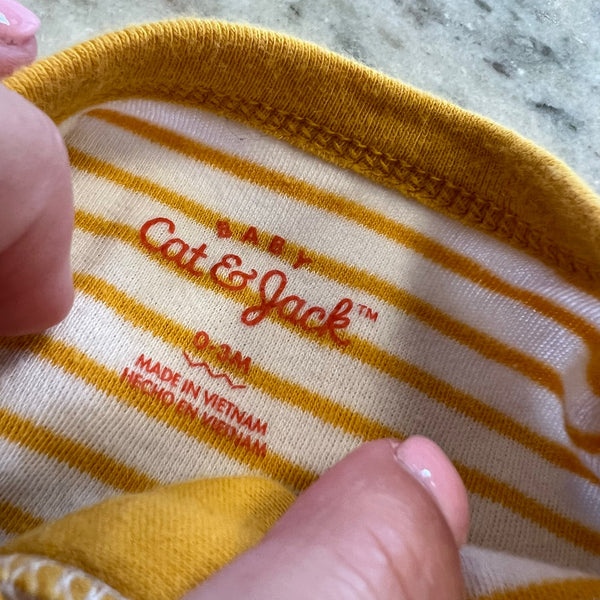 BABY
Cat & Jack™
0-3M
MADE IN VIETNAM
HECHO EN VIETNAM